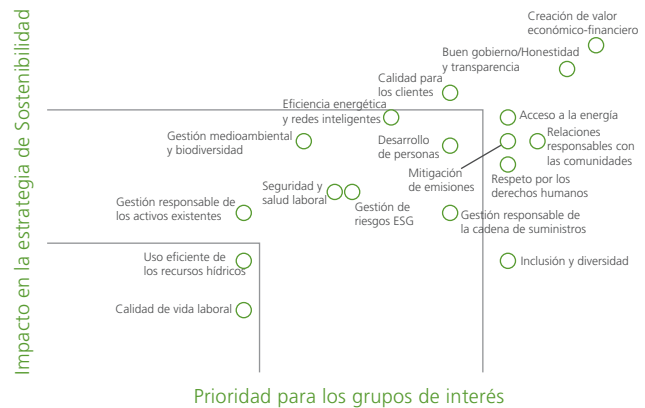 Impacto en la estrategia de Sostenibilidad
Creación de valor
económico-financiero
Buen gobierno/Honestidad
y transparencia
Calidad para
los clientes
Eficiencia energética
y redes inteligentes
Acceso a la energía
Gestión medioambiental
y biodiversidad
Desarrollo
de personas
Relaciones
responsables con
las comunidades
Mitigación
de emisiones
Respeto por los
derechos humanos
Seguridad y
salud laboral
Gestión de
riesgos ESG
Gestión responsable de
los activos existentes
Gestión responsable de
la cadena de suministros
Uso eficiente de
los recursos hídricos
Inclusión y diversidad
Calidad de vida laboral
Prioridad para los grupos de interés